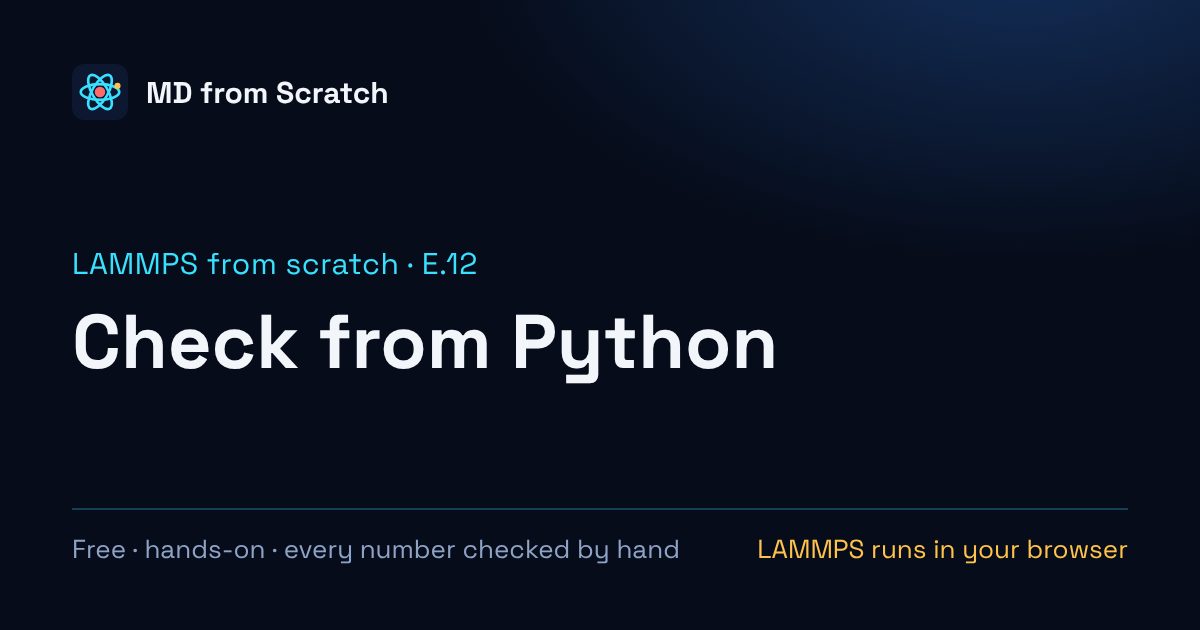 MD from Scratch
LAMMPS from scratch · E.12
Check from Python
Free · hands-on · every number checked by hand
LAMMPS runs in your browser